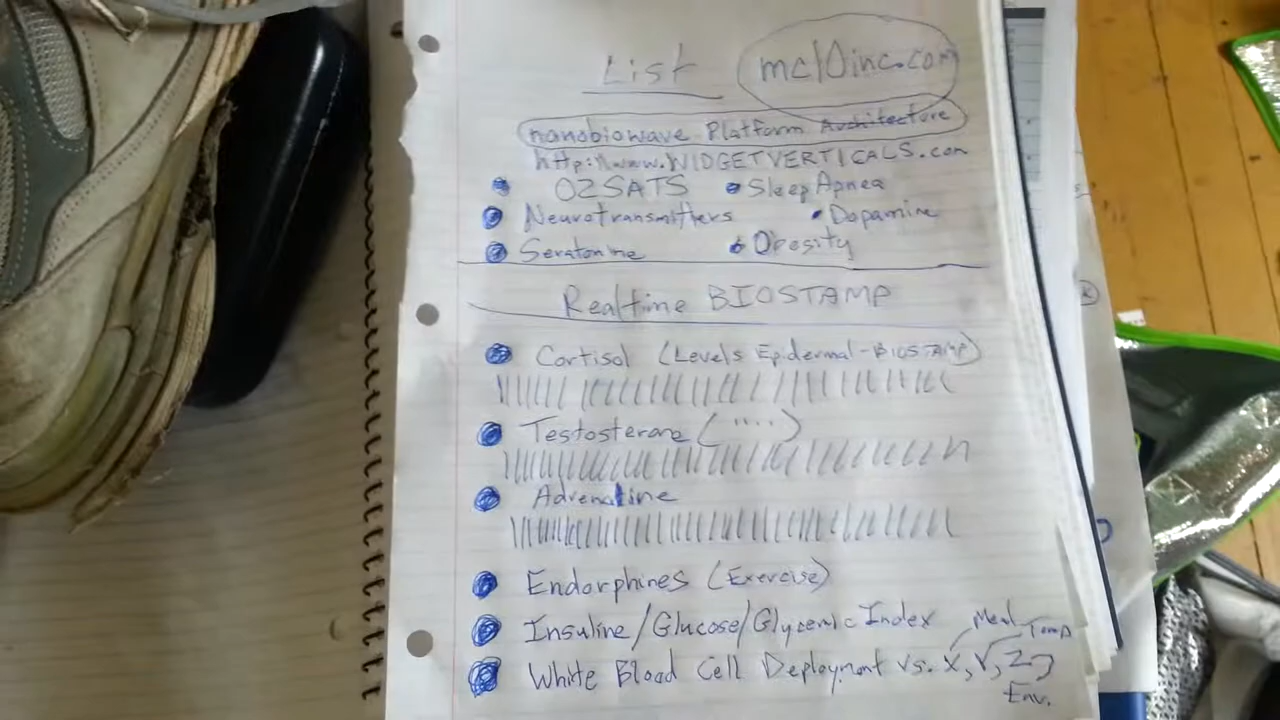 List mc10inc.com
nanobiowave Platform Architecture
http://www.WIDGETVERTICALS.com
O2SATS • Sleep Apnea
• Neurotransmitters • Dopamine
• Seratonine • Obesity
Realtime BIOSTAMP
• Cortisol (Levels Epidermal-BIOSTAMP)
• Testosterone (....)
• Adrenaline
• Endorphines (Exercise)
• Insuline/Glucose/Glycemic Index
Meal Temp
• White Blood Cell Deployment vs. X, Y, Z
Env.